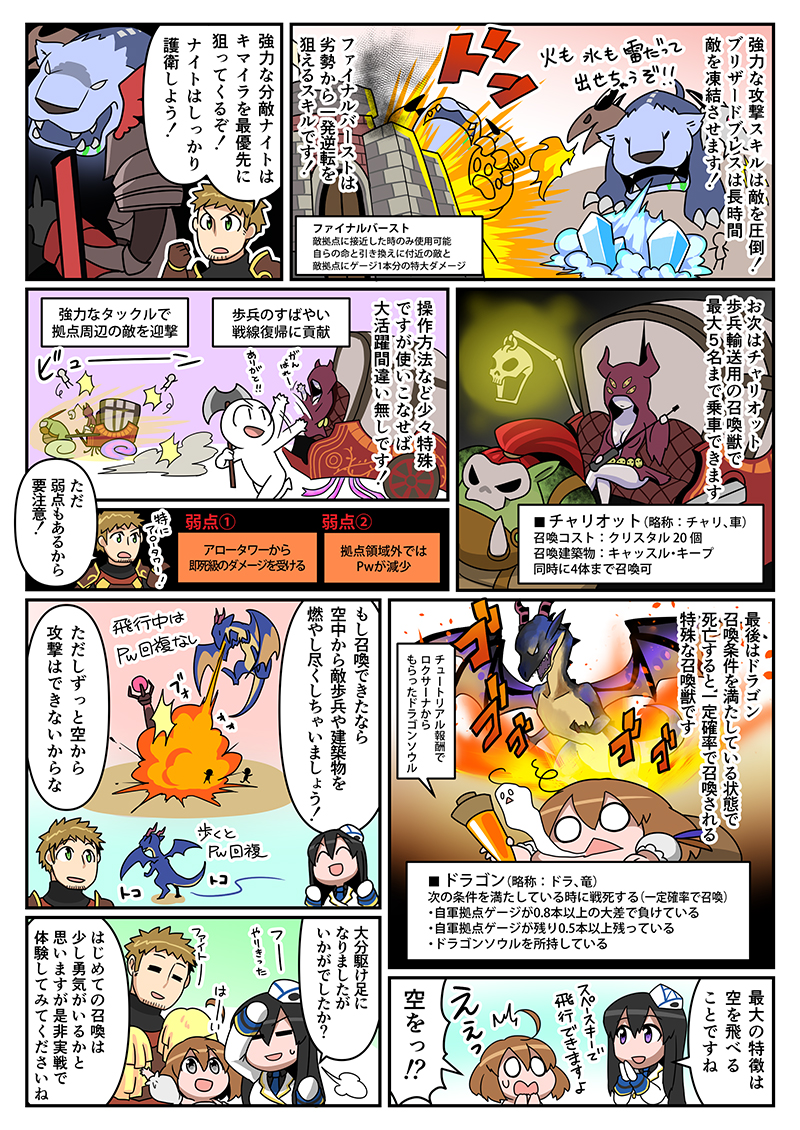 強力な攻撃スキルは敵を圧倒！
ブリザードブレスは長時間
敵を凍結させます！
火も氷も雷だって
出せちゃうぞ!!
ドン
ファイナルバーストは
劣勢から一発逆転を
狙えるスキルです！
ファイナルバースト
敵拠点に接近した時のみ使用可能
自らの命と引き換えに付近の敵と
敵拠点にゲージ1本分の特大ダメージ
強力な分敵ナイトは
キマイラを最優先に
狙ってくるぞ！
ナイトはしっかり
護衛しよう！
お次はチャリオット
歩兵輸送用の召喚獣で
最大５名まで乗車できます
■ チャリオット（略称：チャリ、車）
召喚コスト：クリスタル 20 個
召喚建築物：キャッスル・キープ
同時に4体まで召喚可
操作方法など少々特殊
ですが使いこなせば
大活躍間違い無しです！
歩兵のすばやい
戦線復帰に貢献
がんばれー
ありがと!!
強力なタックルで
拠点周辺の敵を迎撃
ビューーー
ただ
弱点もあるから
要注意！
特に
アロータワー！
弱点①
アロータワーから
即死級のダメージを受ける
弱点②
拠点領域外では
Pwが減少
最後はドラゴン
召喚条件を満たしている状態で
死亡すると一定確率で召喚される
特殊な召喚獣です
ゴゴゴ
ゴゴゴ
チュートリアル報酬で
ロクサーナから
もらったドラゴンソウル
■ ドラゴン（略称：ドラ、竜）
次の条件を満たしている時に戦死する（一定確率で召喚）
・自軍拠点ゲージが0.8本以上の大差で負けている
・自軍拠点ゲージが残り0.5本以上残っている
・ドラゴンソウルを所持している
もし召喚できたなら
空中から敵歩兵や建築物を
燃やし尽くしちゃいましょう！
飛行中は
Pw回複なし
ブオォ
ただしずっと空から
攻撃はできないからな
歩くと
Pw回複
トコ
トコ
最大の特徴は
空を飛べる
ことですね
スペースキーで
飛行できますよ
ええっ
空をっ!?
大分駆け足に
なりましたが
いかがでしたか？
フー
やりきった
はーい
ファイトー
はじめての召喚は
少し勇気がいるかと
思いますが是非実戦で
体験してみてくださいね